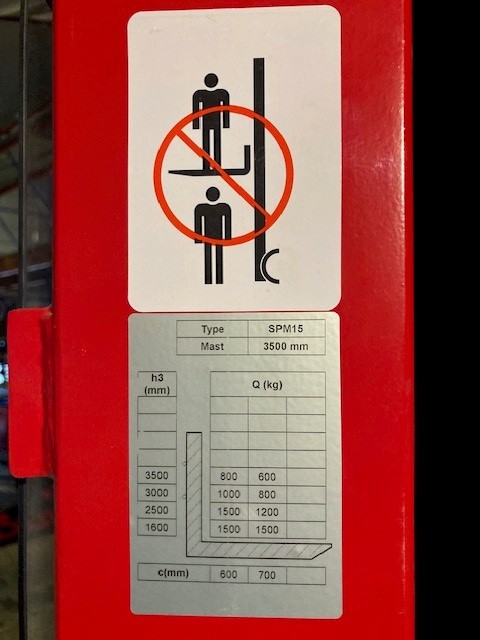 Type SPM15
Mast 3500 mm
h3 (mm) Q (kg)
3500 800 600
3000 1000 800
2500 1500 1200
1600 1500 1500
c(mm) 600 700